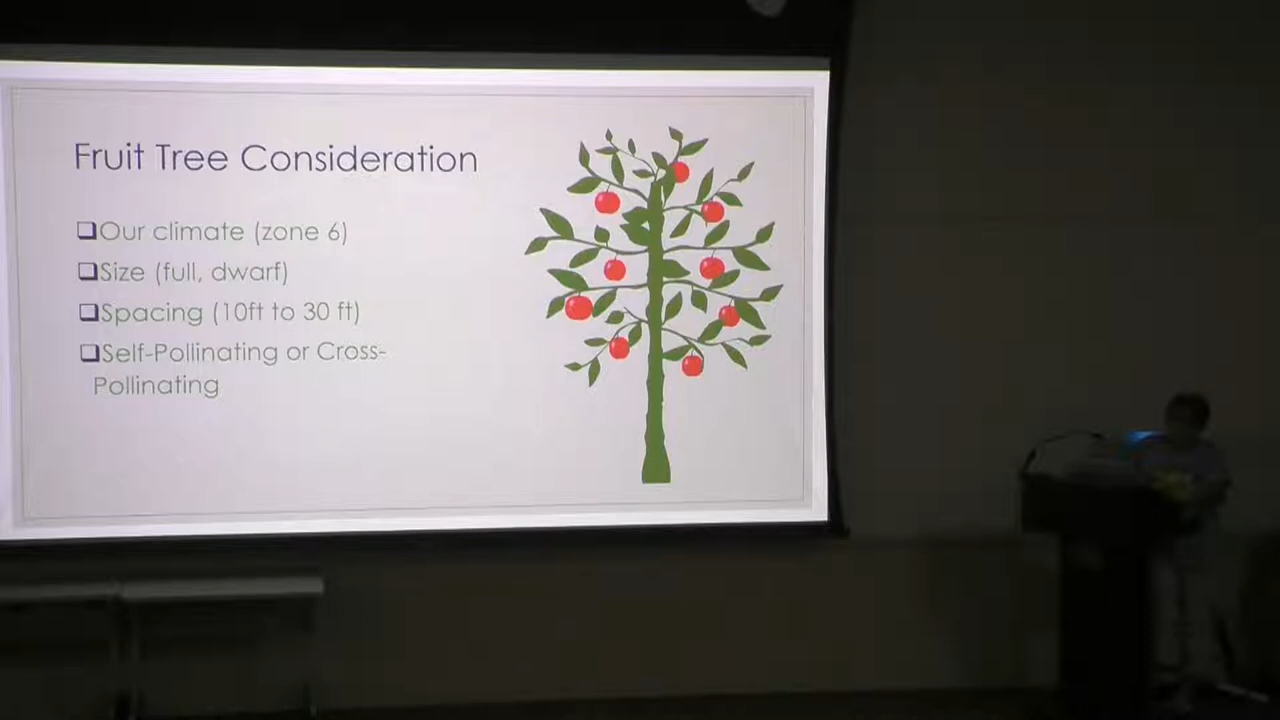 Fruit Tree Consideration
❑Our climate (zone 6)
❑Size (full, dwarf)
❑Spacing (10ft to 30 ft)
❑Self-Pollinating or Cross-
Pollinating